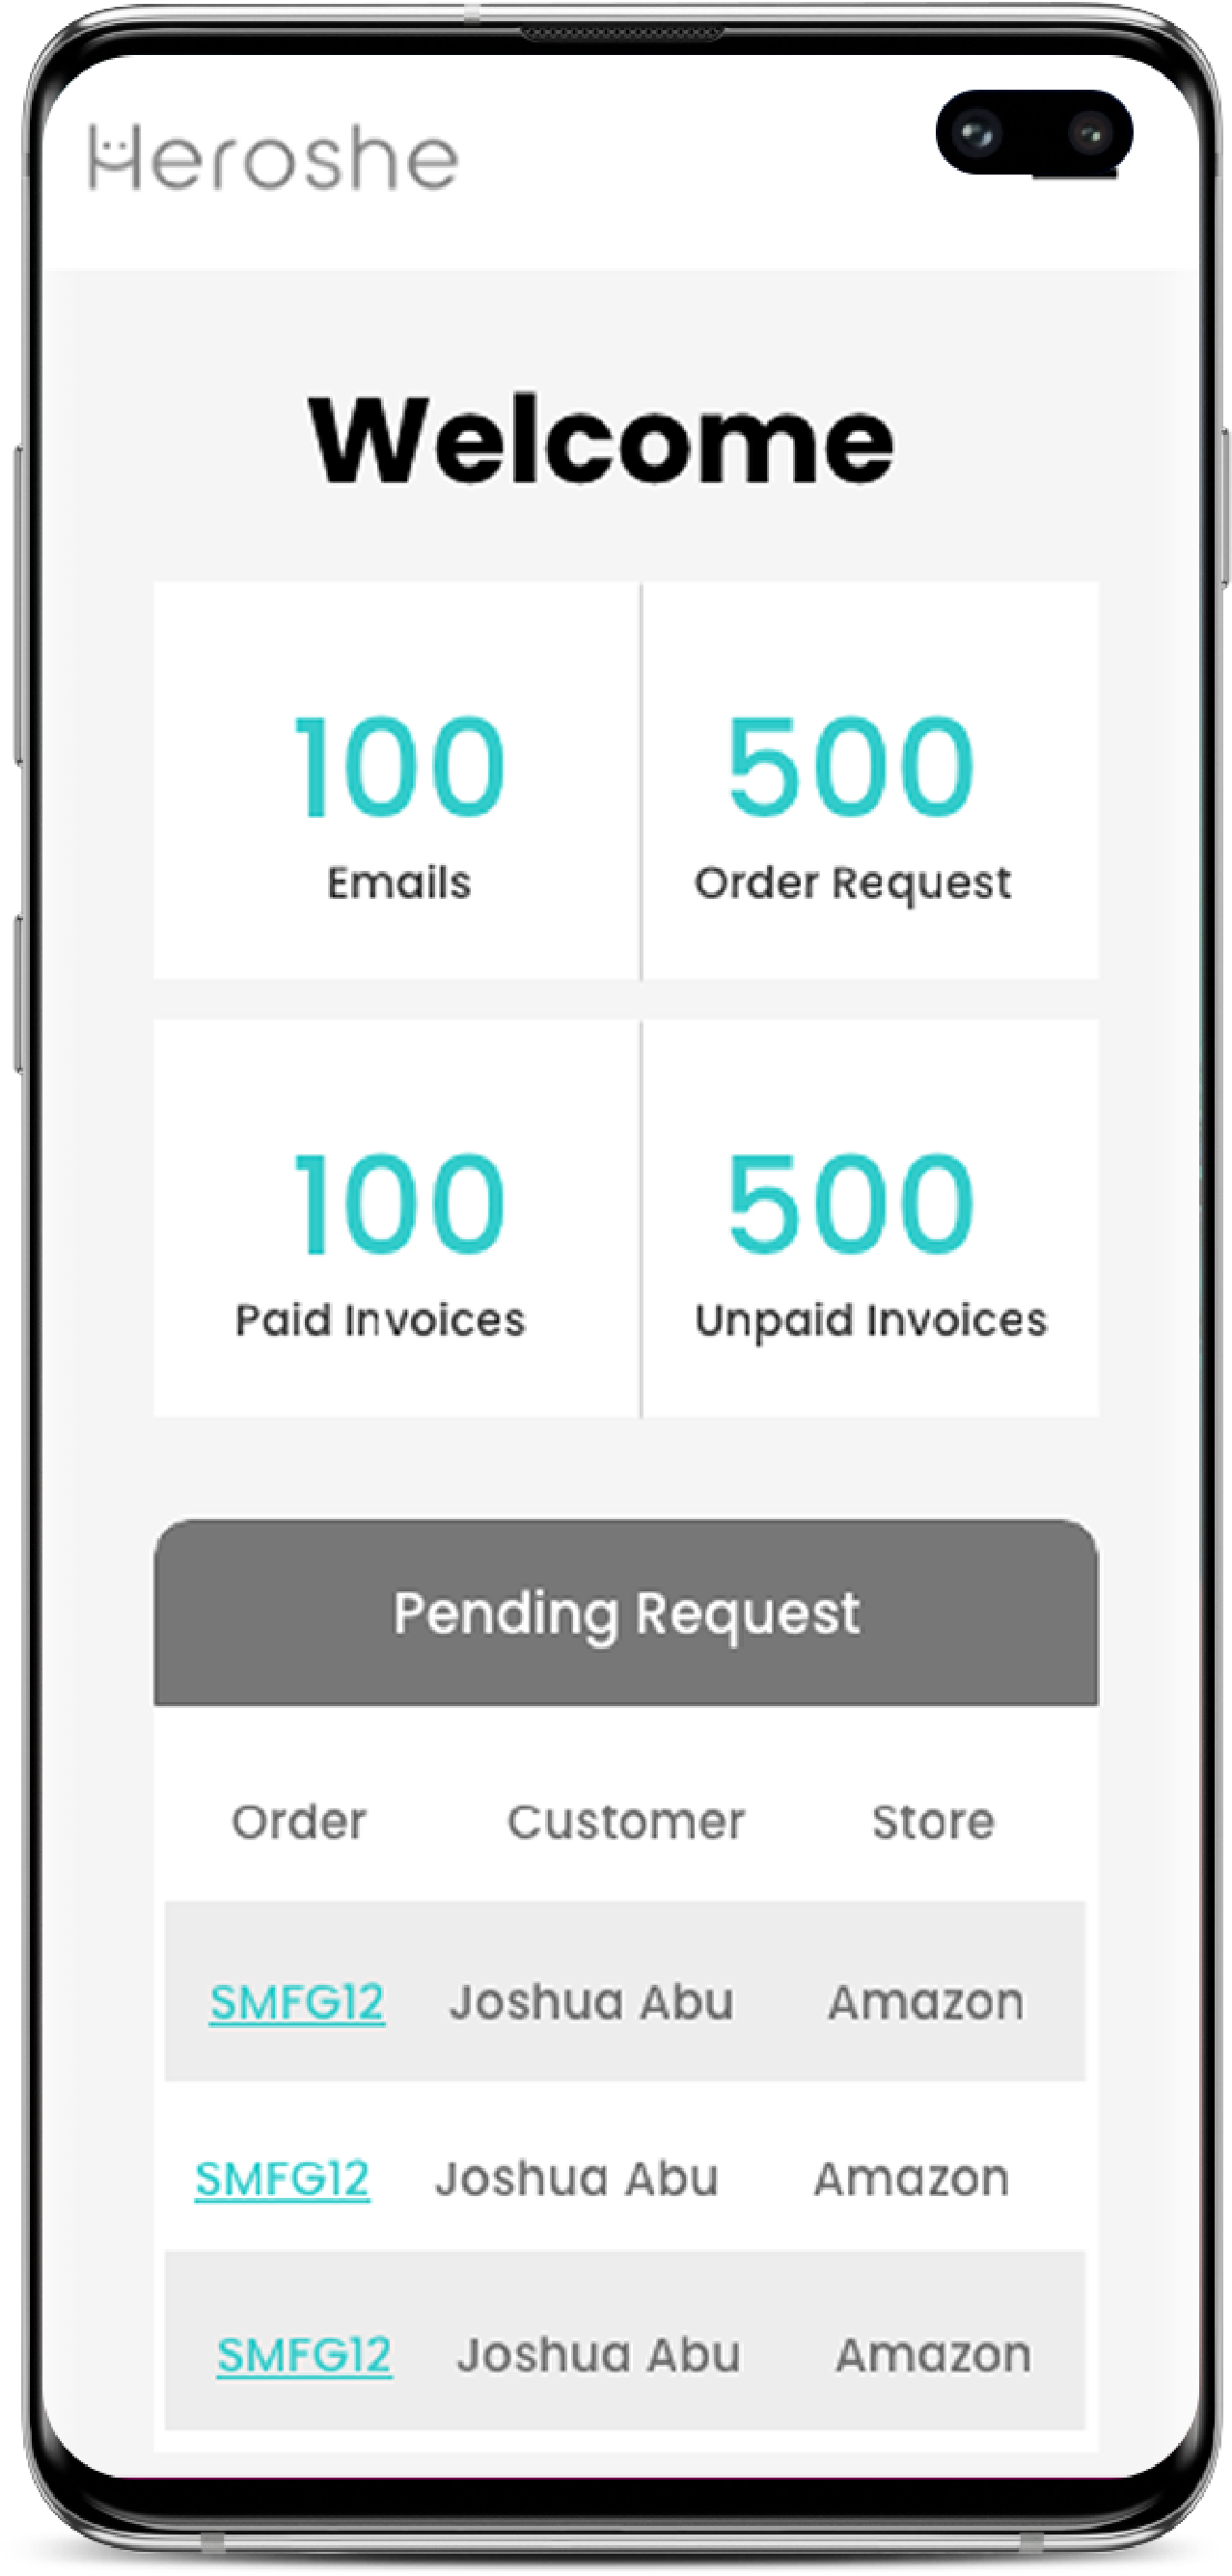 Heroshe
Welcome
100 500
Emails Order Request
100 500
Paid Invoices Unpaid Invoices
Pending Request
Order Customer Store
SMFG12 Joshua Abu Amazon
SMFG12 Joshua Abu Amazon
SMFG12 Joshua Abu Amazon